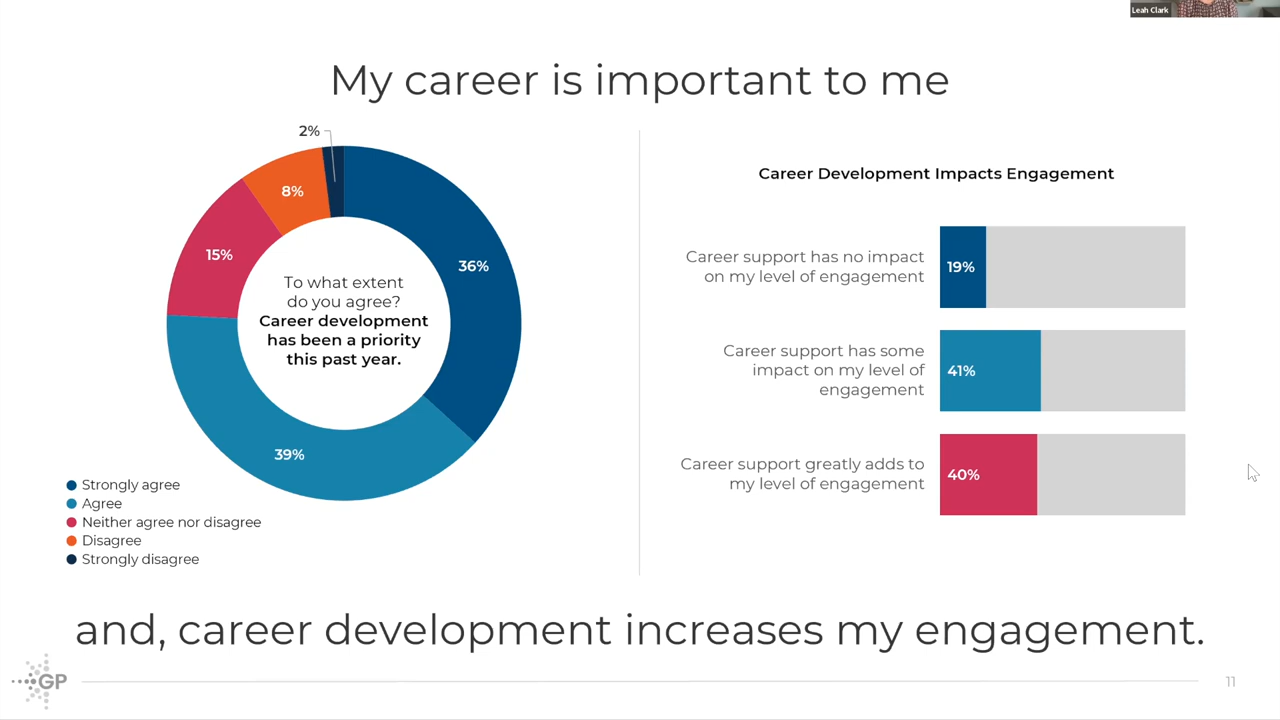 Leah Clark
My career is important to me
2%
8%
15%
36%
39%
To what extent
do you agree?
Career development
has been a priority
this past year.
Strongly agree
Agree
Neither agree nor disagree
Disagree
Strongly disagree
Career Development Impacts Engagement
Career support has no impact
on my level of engagement
19%
Career support has some
impact on my level of
engagement
41%
Career support greatly adds to
my level of engagement
40%
and, career development increases my engagement.
GP
11